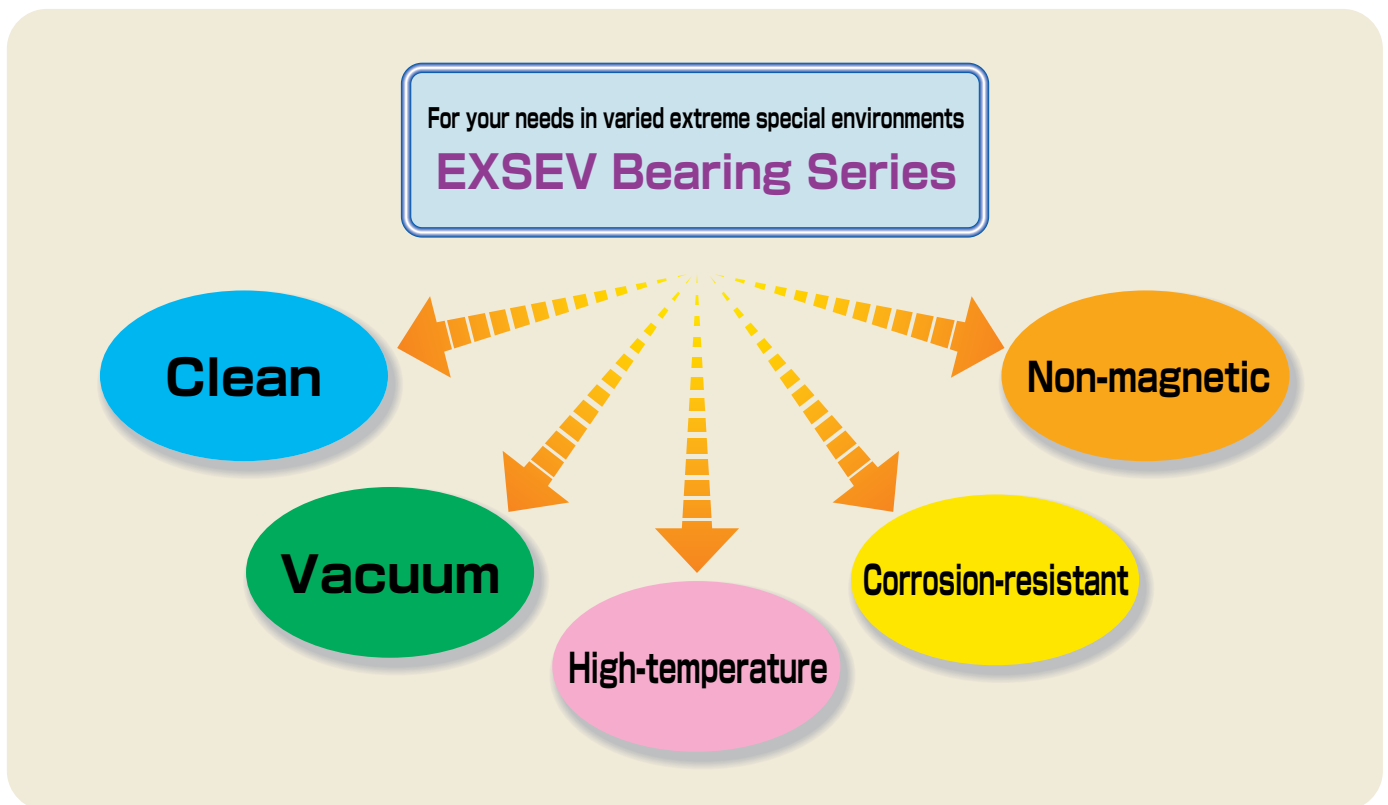 For your needs in varied extreme special environments
EXSEV Bearing Series
Clean
Non-magnetic
Vacuum
Corrosion-resistant
High-temperature